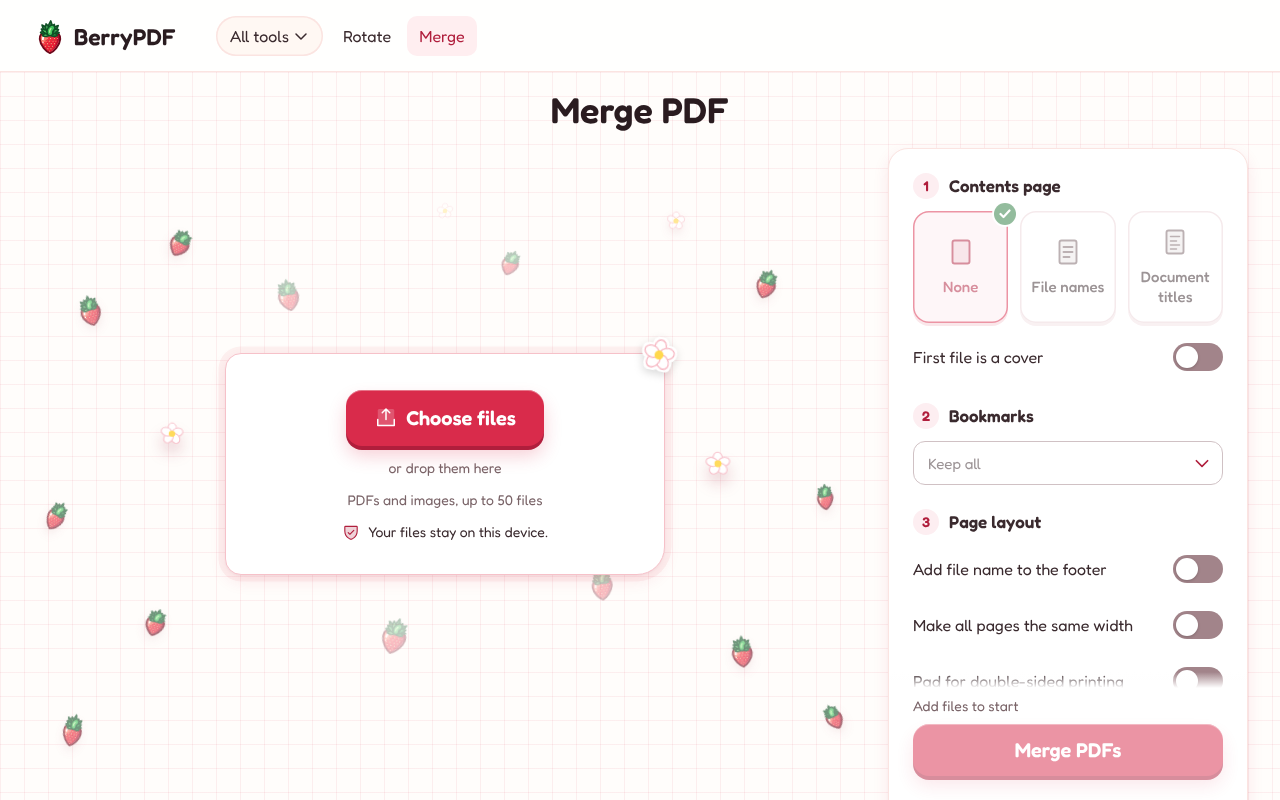 BerryPDF
All tools
Rotate
Merge
Merge PDF
1 Contents page
None
File names
Document
titles
First file is a cover
2 Bookmarks
Keep all
3 Page layout
Add file name to the footer
Make all pages the same width
Pad for double-sided printing
Add files to start
Merge PDFs
Choose files
or drop them here
PDFs and images, up to 50 files
Your files stay on this device.